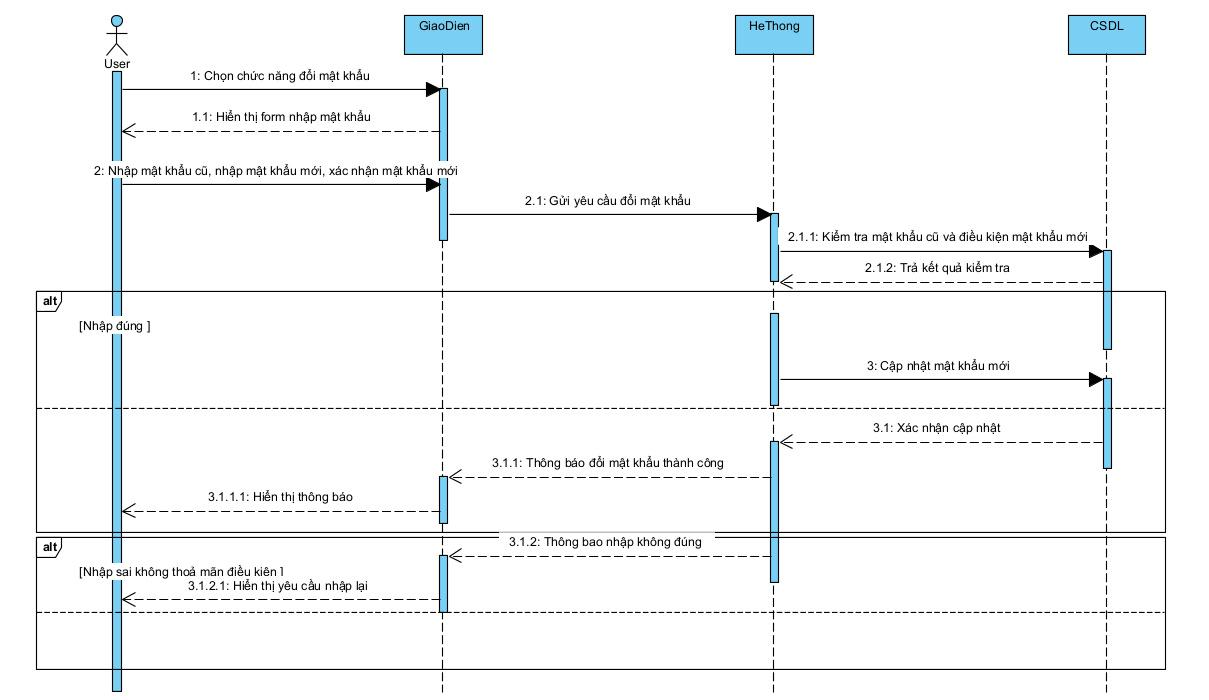 GiaoDien
HeThong
CSDL
User
1: Chọn chức năng đổi mật khẩu
1.1: Hiển thị form nhập mật khẩu
2: Nhập mật khẩu cũ, nhập mật khẩu mới, xác nhận mật khẩu mới
2.1: Gửi yêu cầu đổi mật khẩu
2.1.1: Kiểm tra mật khẩu cũ và điều kiện mật khẩu mới
2.1.2: Trả kết quả kiểm tra
alt
[Nhập đúng ]
3: Cập nhật mật khẩu mới
3.1: Xác nhận cập nhật
3.1.1: Thông báo đổi mật khẩu thành công
3.1.1.1: Hiển thị thông báo
alt
3.1.2: Thông bao nhập không đúng
[Nhập sai không thoả mãn điều kiện ]
3.1.2.1: Hiển thị yêu cầu nhập lại